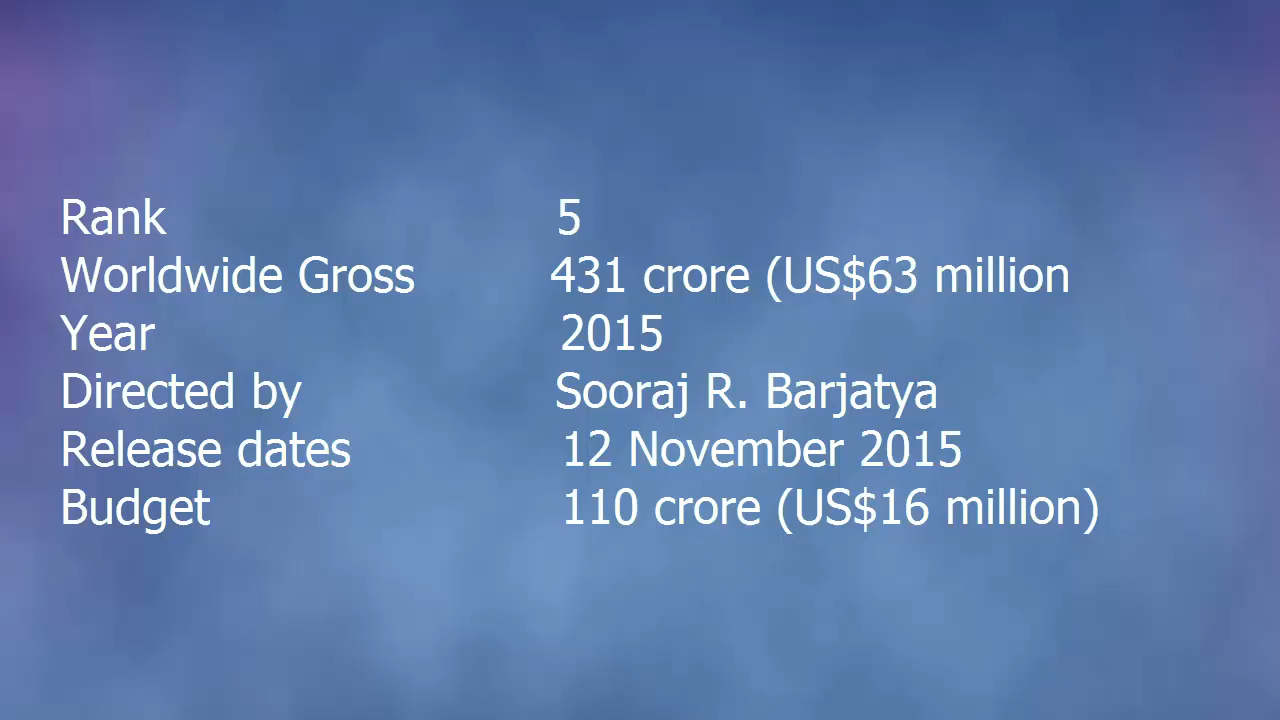 Rank 5
Worldwide Gross 431 crore (US$63 million
Year 2015
Directed by Sooraj R. Barjatya
Release dates 12 November 2015
Budget 110 crore (US$16 million)